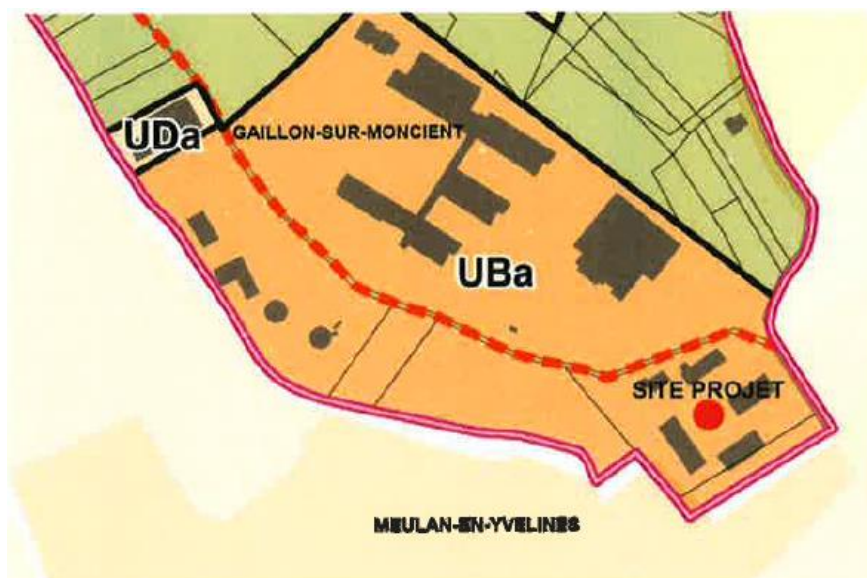 UDa
GAILLON-SUR-MONCIENT
UBa
SITE PROJET
MEULAN-EN-YVELINES